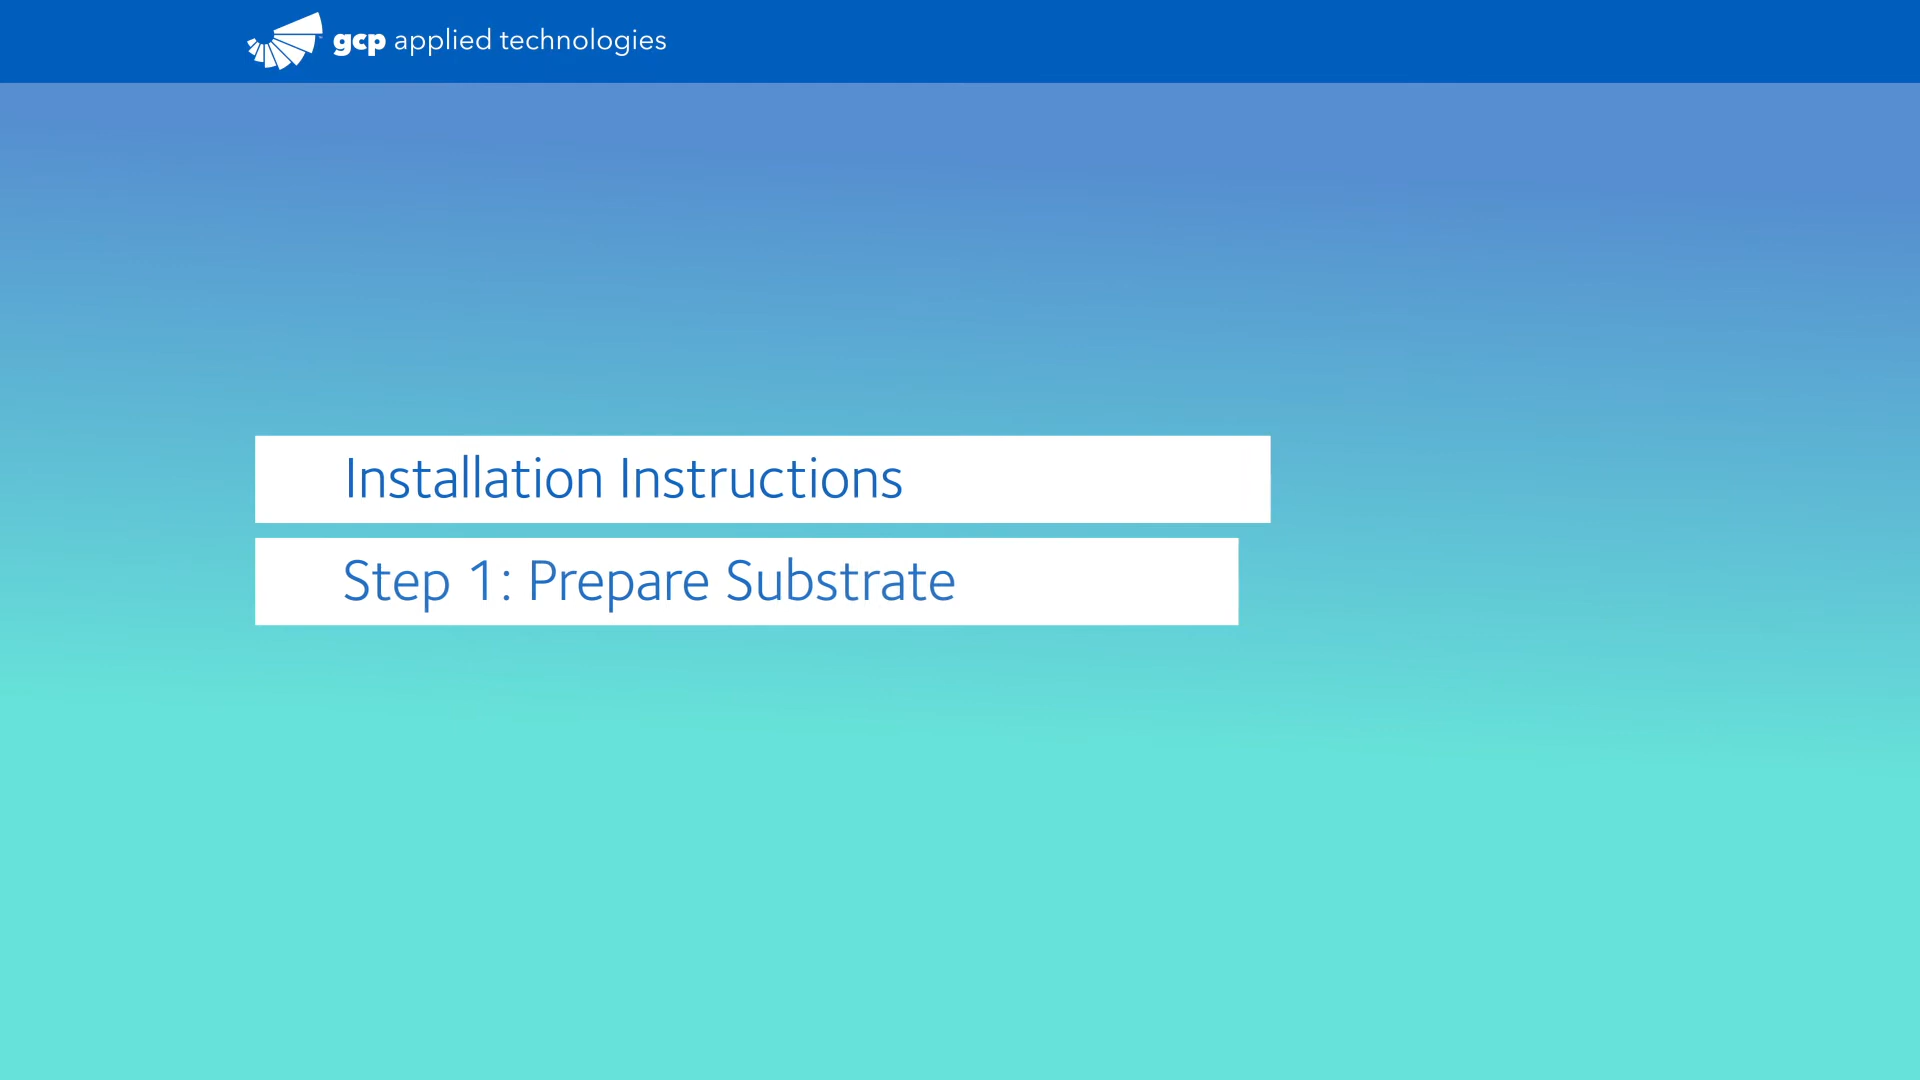 gcp applied technologies
Installation Instructions
Step 1: Prepare Substrate